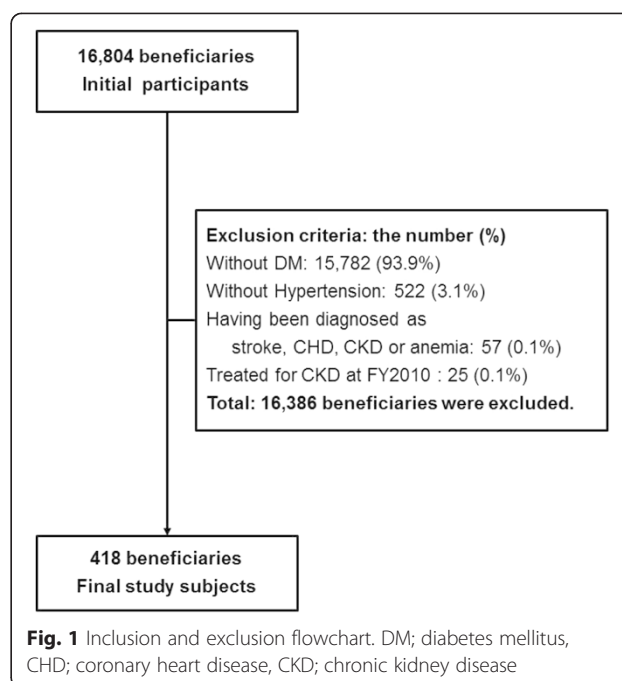 16,804 beneficiaries
Initial participants
Exclusion criteria: the number (%)
Without DM: 15,782 (93.9%)
Without Hypertension: 522 (3.1%)
Having been diagnosed as
stroke, CHD, CKD or anemia: 57 (0.1%)
Treated for CKD at FY2010 : 25 (0.1%)
Total: 16,386 beneficiaries were excluded.
418 beneficiaries
Final study subjects
Fig. 1 Inclusion and exclusion flowchart. DM; diabetes mellitus,
CHD; coronary heart disease, CKD; chronic kidney disease